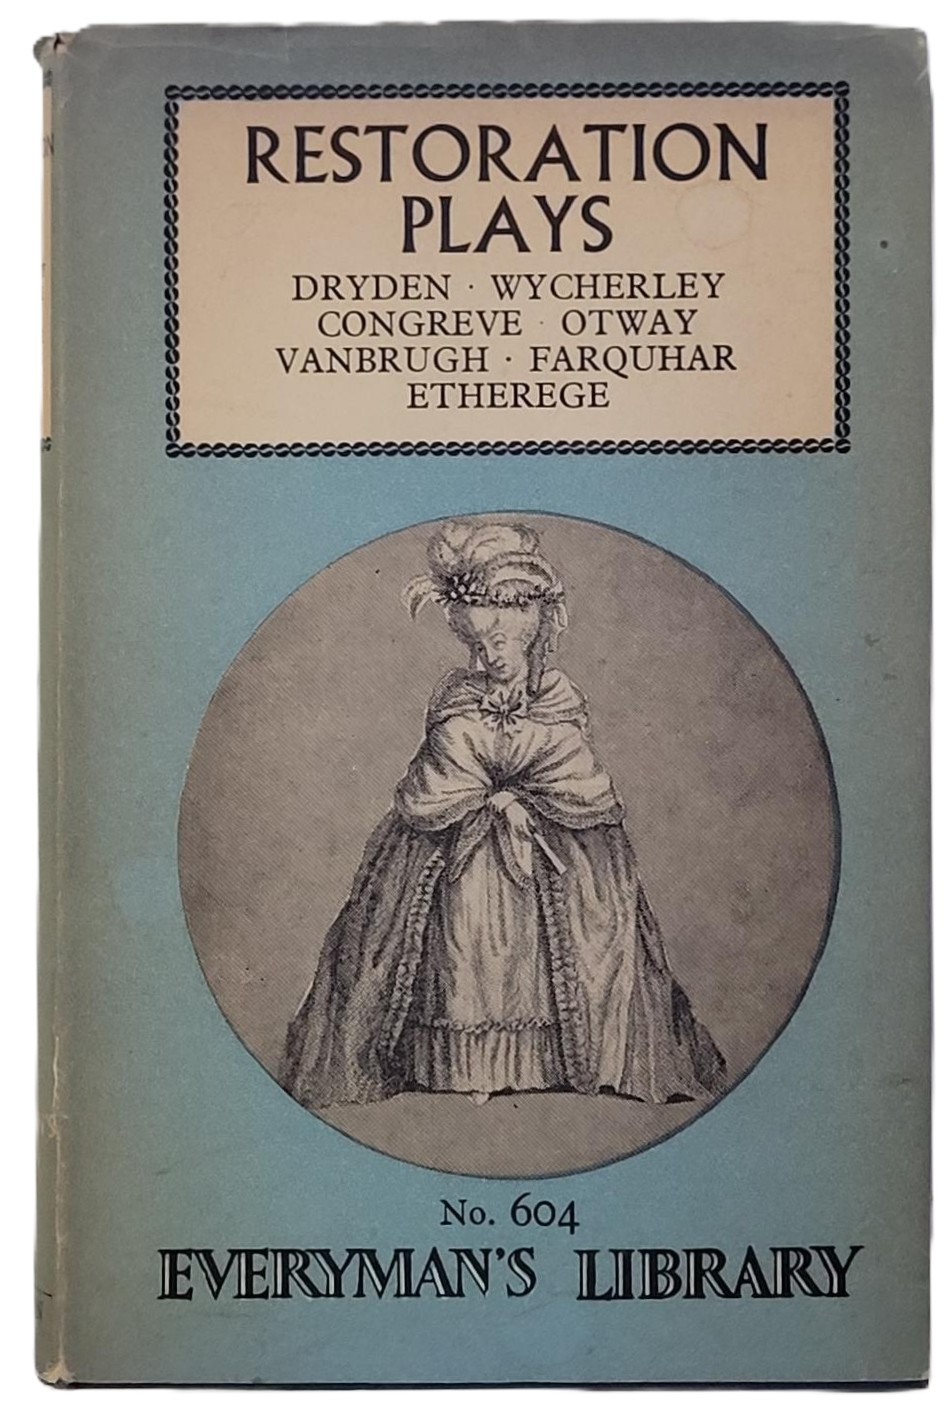 RESTORATION
PLAYS
DRYDEN · WYCHERLEY
CONGREVE · OTWAY
VANBRUGH · FARQUHAR
ETHEREGE
No. 604
EVERYMAN'S LIBRARY